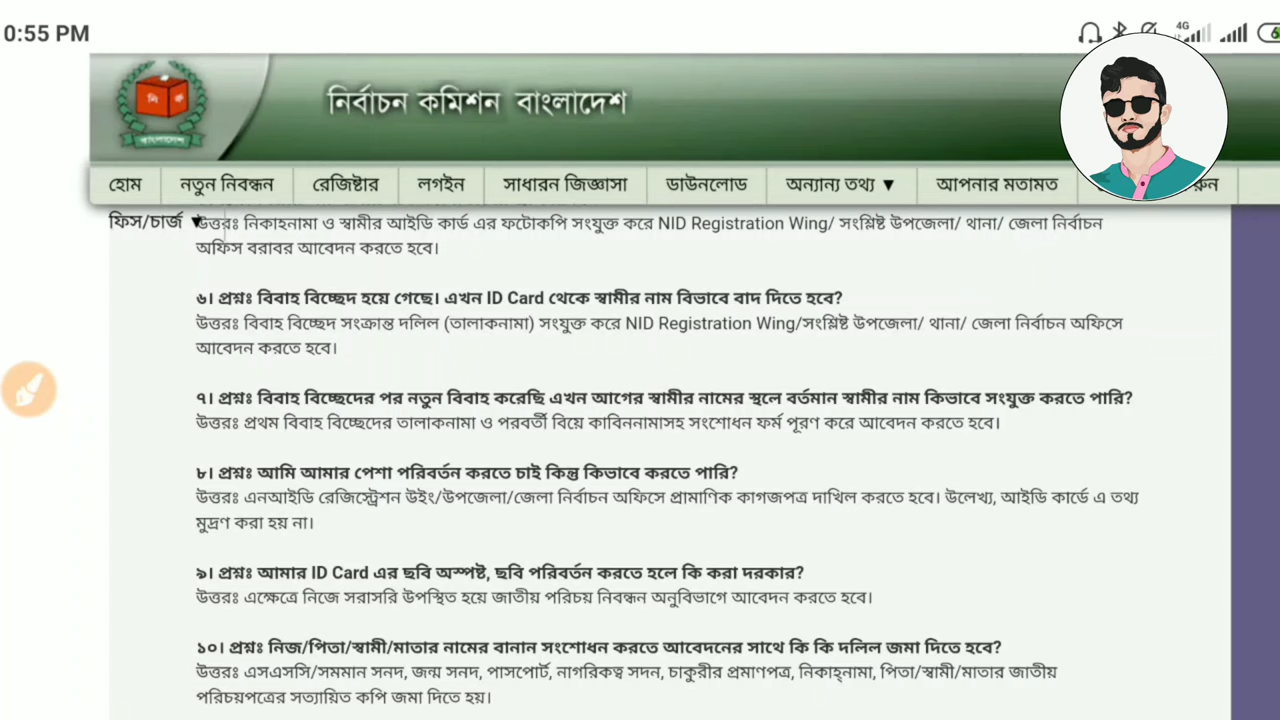 0:55 PM
4G
নির্বাচন কমিশন বাংলাদেশ
বাংলাদেশ
হোম নতুন নিবন্ধন রেজিষ্টার লগইন সাধারন জিজ্ঞাসা ডাউনলোড অন্যান্য তথ্য ▼ আপনার মতামত রুন
ফিস/চার্জ ▼
উত্তরঃ নিকাহনামা ও স্বামীর আইডি কার্ড এর ফটোকপি সংযুক্ত করে NID Registration Wing/ সংশ্লিষ্ট উপজেলা/ থানা/ জেলা নির্বাচন
অফিস বরাবর আবেদন করতে হবে।
৬। প্রশ্নঃ বিবাহ বিচ্ছেদ হয়ে গেছে। এখন ID Card থেকে স্বামীর নাম বিভাবে বাদ দিতে হবে?
উত্তরঃ বিবাহ বিচ্ছেদ সংক্রান্ত দলিল (তালাকনামা) সংযুক্ত করে NID Registration Wing/সংশ্লিষ্ট উপজেলা/ থানা/ জেলা নির্বাচন অফিসে
আবেদন করতে হবে।
৭। প্রশ্নঃ বিবাহ বিচ্ছেদের পর নতুন বিবাহ করেছি এখন আগের স্বামীর নামের স্থলে বর্তমান স্বামীর নাম কিভাবে সংযুক্ত করতে পারি?
উত্তরঃ প্রথম বিবাহ বিচ্ছেদের তালাকনামা ও পরবর্তী বিয়ে কাবিননামাসহ সংশোধন ফর্ম পূরণ করে আবেদন করতে হবে।
৮। প্রশ্নঃ আমি আমার পেশা পরিবর্তন করতে চাই কিন্তু কিভাবে করতে পারি?
উত্তরঃ এনআইডি রেজিস্ট্রেশন উইং/উপজেলা/জেলা নির্বাচন অফিসে প্রামাণিক কাগজপত্র দাখিল করতে হবে। উলেখ্য, আইডি কার্ডে এ তথ্য
মুদ্রণ করা হয় না।
৯। প্রশ্নঃ আমার ID Card এর ছবি অস্পষ্ট, ছবি পরিবর্তন করতে হলে কি করা দরকার?
উত্তরঃ এক্ষেত্রে নিজে সরাসরি উপস্থিত হয়ে জাতীয় পরিচয় নিবন্ধন অনুবিভাগে আবেদন করতে হবে।
১০। প্রশ্নঃ নিজ/পিতা/স্বামী/মাতার নামের বানান সংশোধন করতে আবেদনের সাথে কি কি দলিল জমা দিতে হবে?
উত্তরঃ এসএসসি/সমমান সনদ, জন্ম সনদ, পাসপোর্ট, নাগরিকত্ব সদন, চাকুরীর প্রমাণপত্র, নিকাহ্‌নামা, পিতা/স্বামী/মাতার জাতীয়
পরিচয়পত্রের সত্যায়িত কপি জমা দিতে হয়।